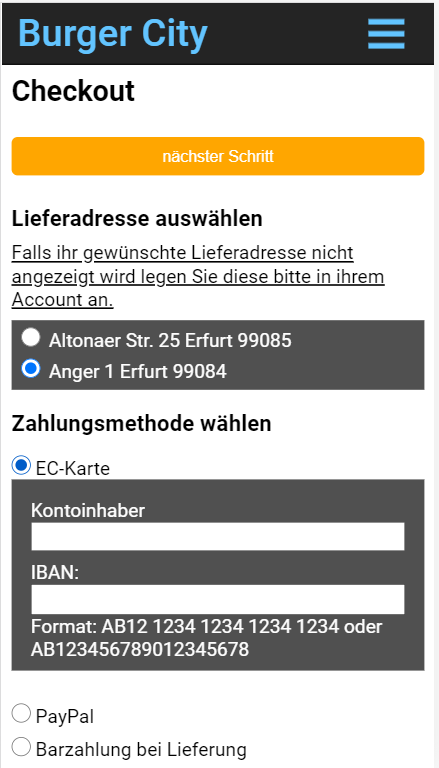 Burger City
Checkout
nächster Schritt
Lieferadresse auswählen
Falls ihr gewünschte Lieferadresse nicht
angezeigt wird legen Sie diese bitte in ihrem
Account an.
Altonaer Str. 25 Erfurt 99085
Anger 1 Erfurt 99084
Zahlungsmethode wählen
EC-Karte
Kontoinhaber
IBAN:
Format: AB12 1234 1234 1234 1234 oder
AB123456789012345678
PayPal
Barzahlung bei Lieferung